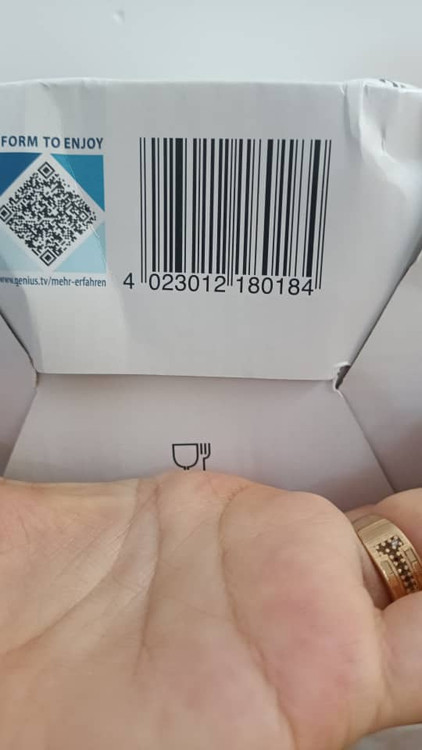 FORM TO ENJOY
www.genius.tv/mehr-erfahren
4 023012 180184